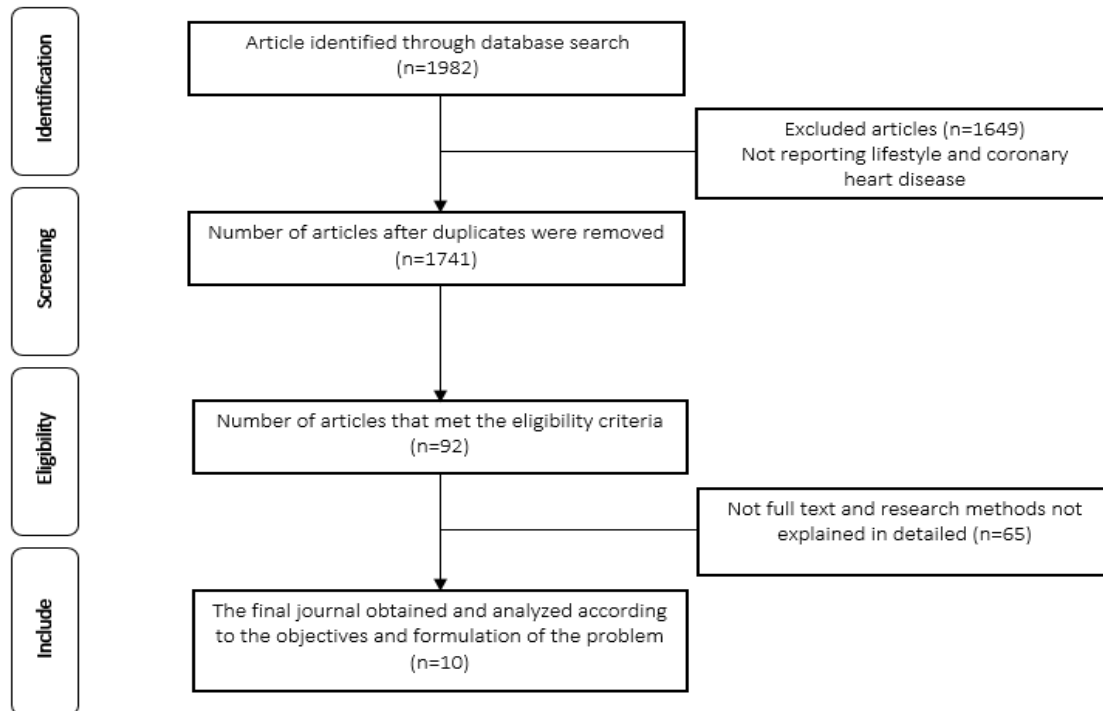 Identification
Article identified through database search
(n=1982)
Excluded articles (n=1649)
Not reporting lifestyle and coronary
heart disease
Screening
Number of articles after duplicates were removed
(n=1741)
Eligibility
Number of articles that met the eligibility criteria
(n=92)
Not full text and research methods not
explained in detailed (n=65)
Include
The final journal obtained and analyzed according
to the objectives and formulation of the problem
(n=10)